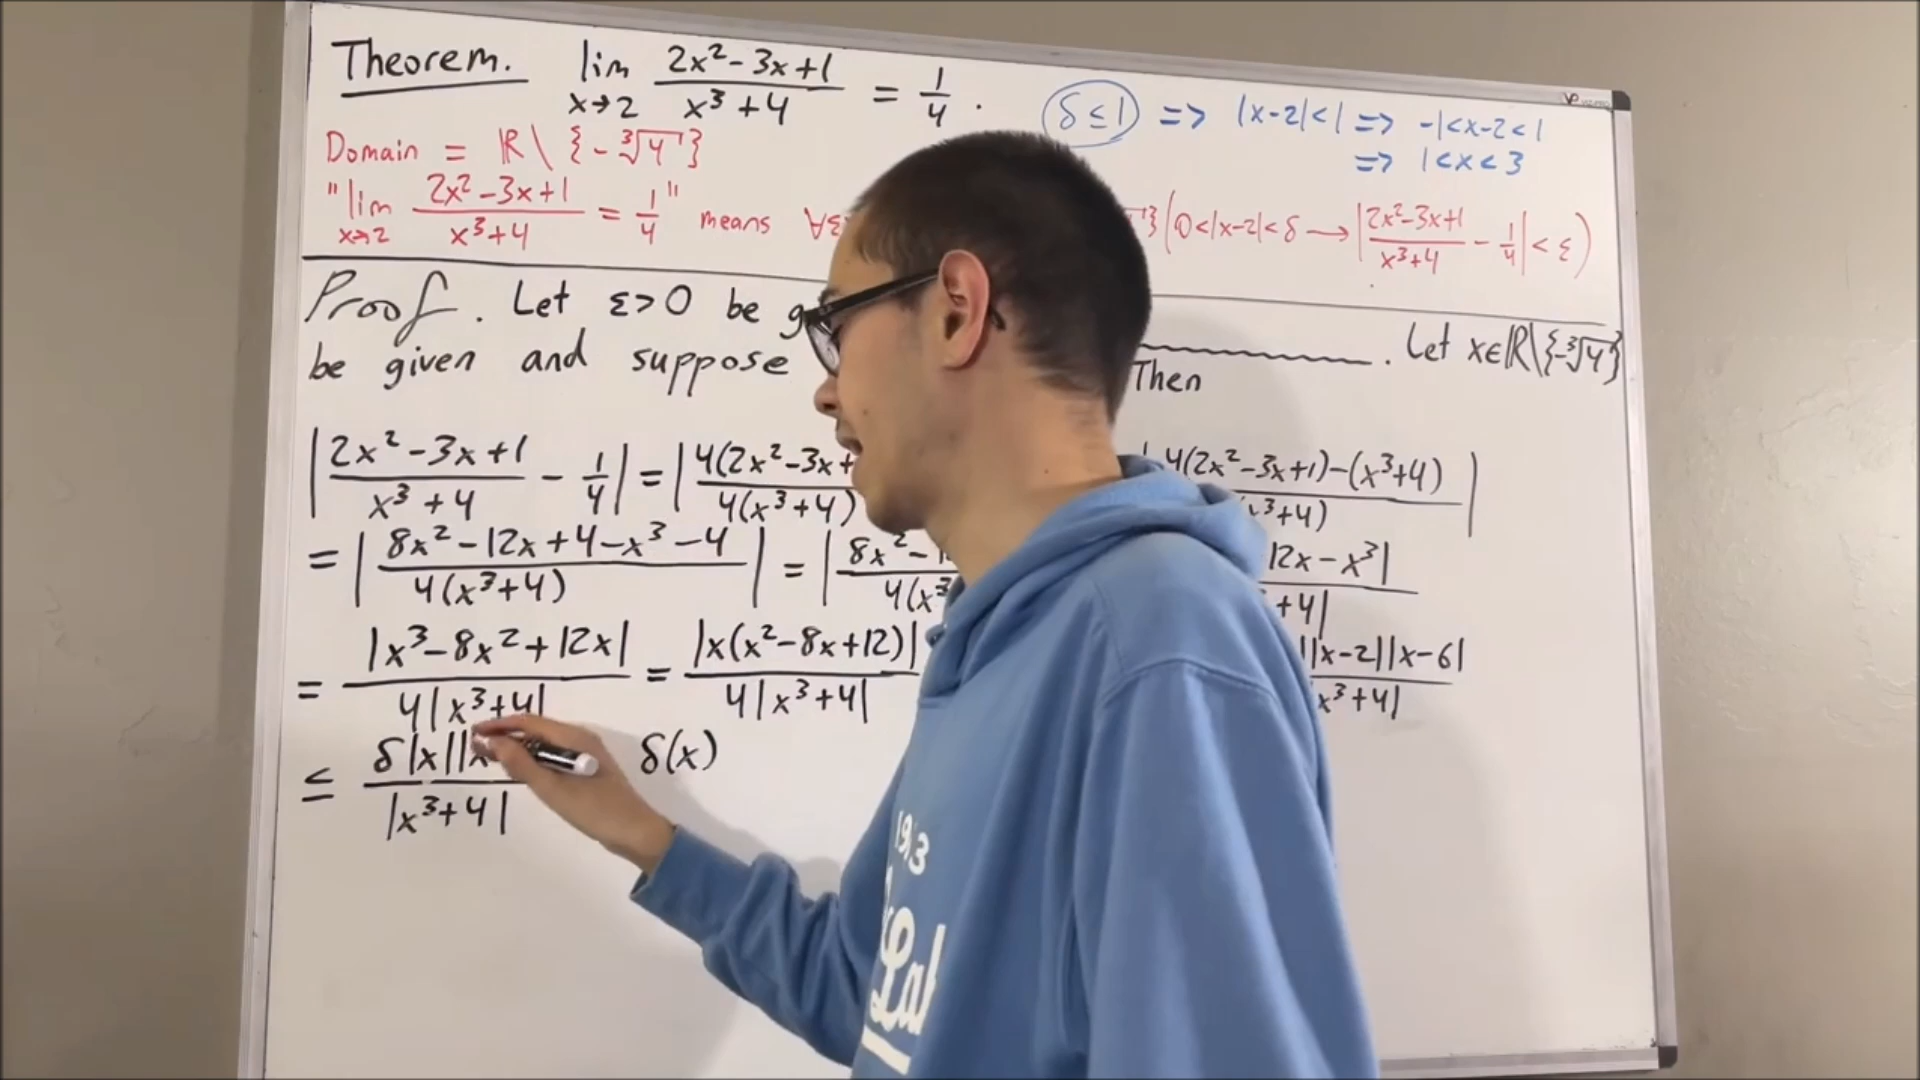 Theorem. lim x→2 (2x² - 3x + 1)/(x³ + 4) = 1/4 .
δ ≤ 1 => |x-2| < 1 => -1 < x-2 < 1
=> 1 < x < 3
Domain = ℝ \ {-∛4}
"lim x→2 (2x² - 3x + 1)/(x³ + 4) = 1/4" means ∀ε (0 < |x-2| < δ → |(2x² - 3x + 1)/(x³ + 4) - 1/4| < ε)
Proof. Let ε > 0 be . Let x ∈ ℝ \ {-∛4}
be given and suppose Then
|(2x² - 3x + 1)/(x³ + 4) - 1/4| = |4(2x² - 3x + / 4(x³ + 4) 4(2x² - 3x + 1) - (x³ + 4) / x³ + 4)|
= |(8x² - 12x + 4 - x³ - 4)/(4(x³ + 4))| = |8x² - / 4(x³ 12x - x³| / + 4|
= |x³ - 8x² + 12x| / 4|x³ + 4| = |x(x² - 8x + 12)| / 4|x³ + 4| ||x-2||x-6| / x³ + 4|
≤ δ|x||x / |x³ + 4| δ(x)
193